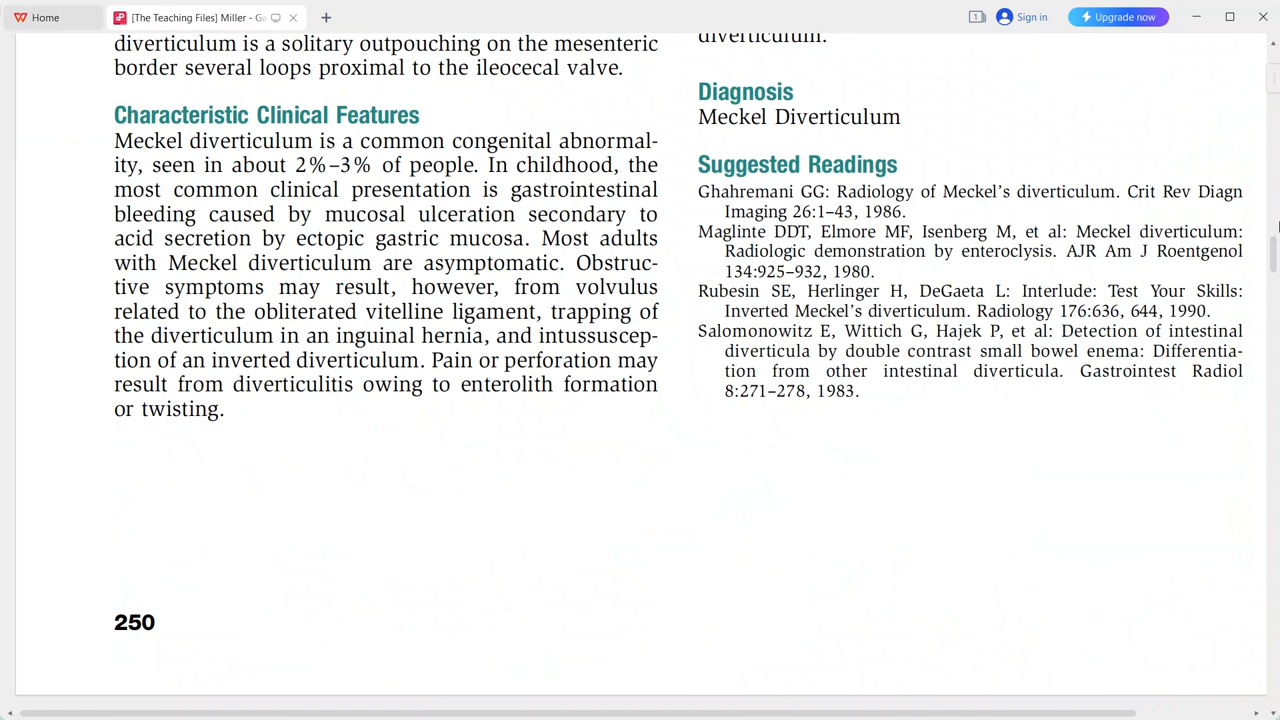 Home
[The Teaching Files] Miller - Ga
1
Sign in
Upgrade now
diverticulum is a solitary outpouching on the mesenteric
border several loops proximal to the ileocecal valve.
Characteristic Clinical Features
Meckel diverticulum is a common congenital abnormal-
ity, seen in about 2%–3% of people. In childhood, the
most common clinical presentation is gastrointestinal
bleeding caused by mucosal ulceration secondary to
acid secretion by ectopic gastric mucosa. Most adults
with Meckel diverticulum are asymptomatic. Obstruc-
tive symptoms may result, however, from volvulus
related to the obliterated vitelline ligament, trapping of
the diverticulum in an inguinal hernia, and intussuscep-
tion of an inverted diverticulum. Pain or perforation may
result from diverticulitis owing to enterolith formation
or twisting.
250
diverticulum.
Diagnosis
Meckel Diverticulum
Suggested Readings
Ghahremani GG: Radiology of Meckel's diverticulum. Crit Rev Diagn
Imaging 26:1–43, 1986.
Maglinte DDT, Elmore MF, Isenberg M, et al: Meckel diverticulum:
Radiologic demonstration by enteroclysis. AJR Am J Roentgenol
134:925–932, 1980.
Rubesin SE, Herlinger H, DeGaeta L: Interlude: Test Your Skills:
Inverted Meckel's diverticulum. Radiology 176:636, 644, 1990.
Salomonowitz E, Wittich G, Hajek P, et al: Detection of intestinal
diverticula by double contrast small bowel enema: Differentia-
tion from other intestinal diverticula. Gastrointest Radiol
8:271–278, 1983.